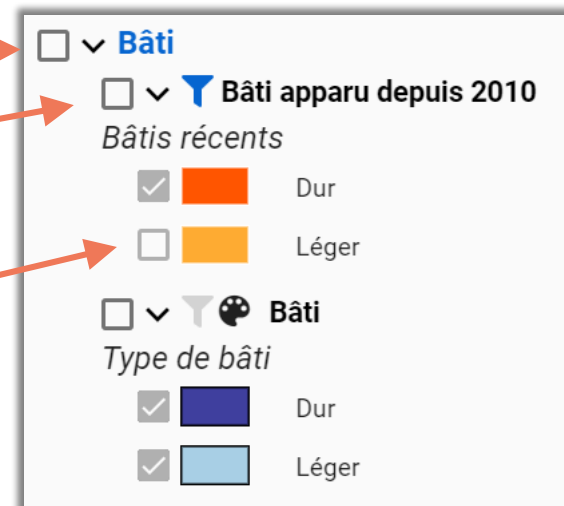 Bâti
Bâti apparu depuis 2010
Bâtis récents
Dur
Léger
Bâti
Type de bâti
Dur
Léger